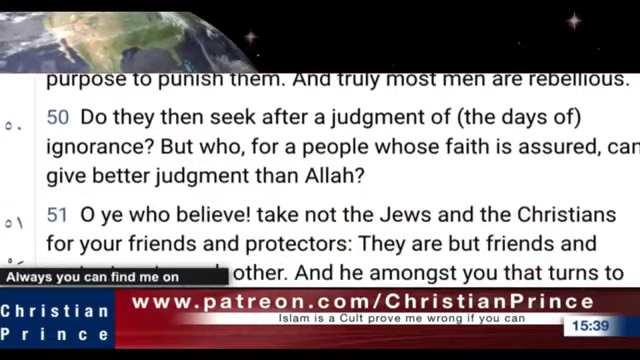 purpose to punish them. And truly most men are rebellious.
٥٠ 50 Do they then seek after a judgment of (the days of)
ignorance? But who, for a people whose faith is assured, can
give better judgment than Allah?
٥١ 51 O ye who believe! take not the Jews and the Christians
for your friends and protectors: They are but friends and
other. And he amongst you that turns to
Always you can find me on
Christian
Prince
www.patreon.com/ChristianPrince
Islam is a Cult prove me wrong if you can
15:39